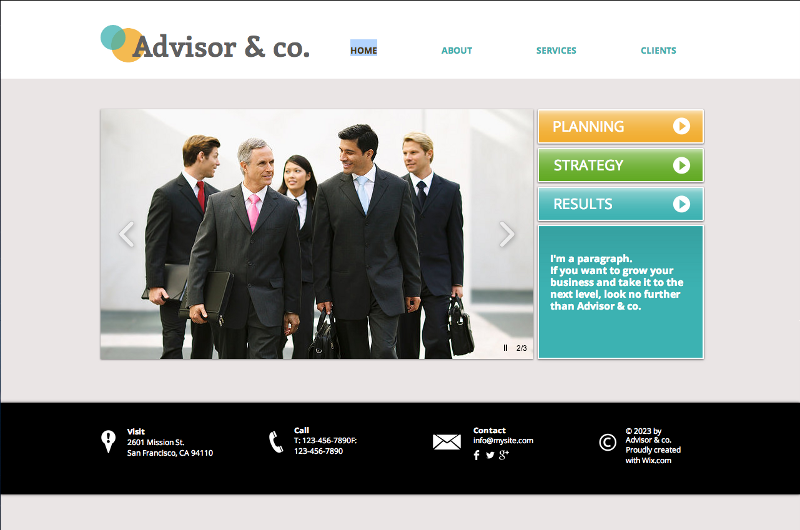 Advisor & co.
HOME
ABOUT
SERVICES
CLIENTS
PLANNING
STRATEGY
RESULTS
I'm a paragraph.
If you want to grow your
business and take it to the
next level, look no further
than Advisor & co.
2/3
Visit
2601 Mission St.
San Francisco, CA 94110
Call
T: 123-456-7890F:
123-456-7890
Contact
info@mysite.com
© 2023 by
Advisor & co.
Proudly created
with Wix.com